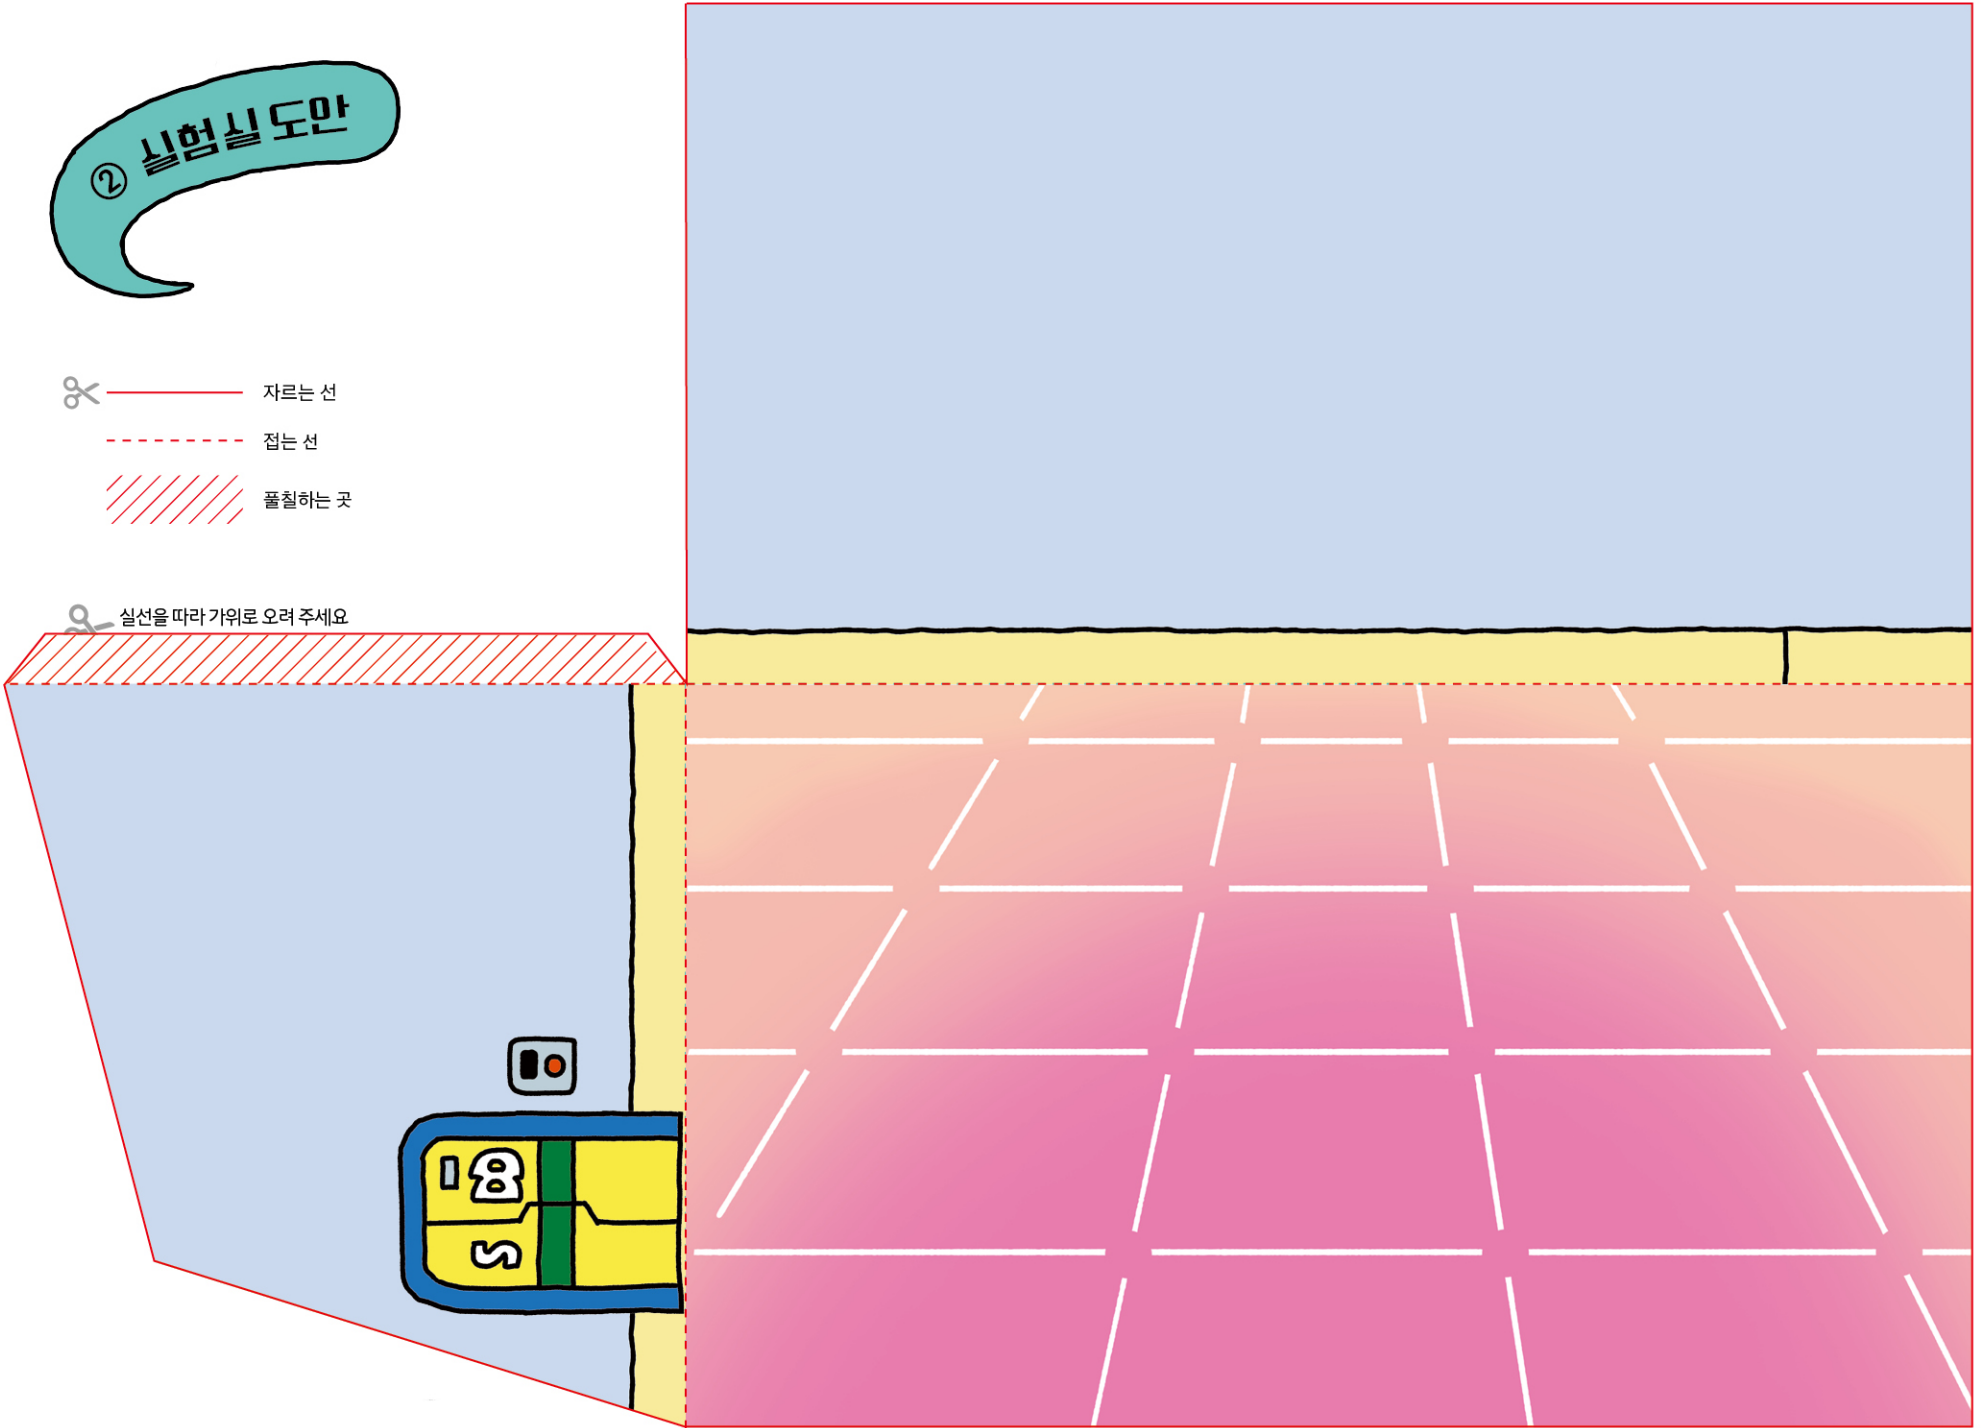 ② 실험실 도안
자르는 선
접는 선
풀칠하는 곳
실선을 따라 가위로 오려 주세요
8
S